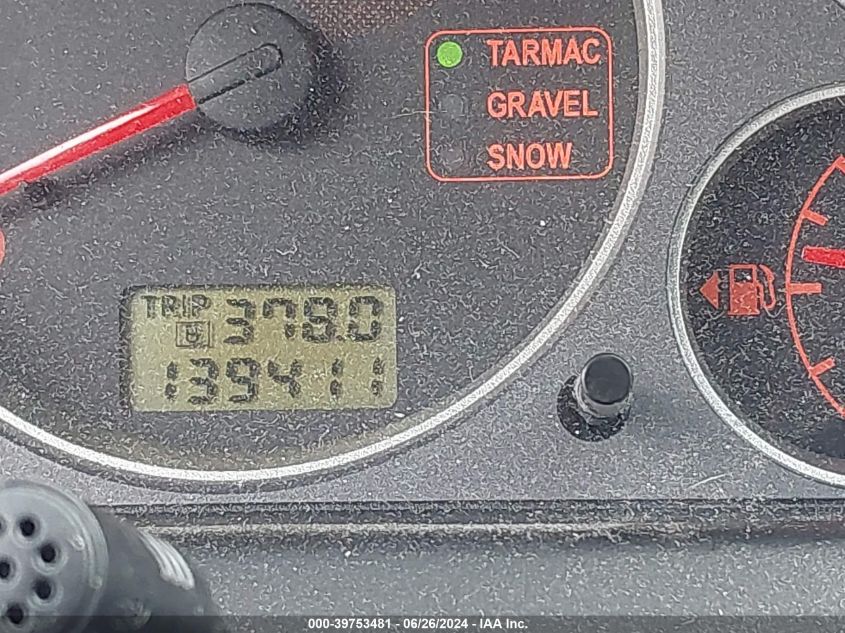 TARMAC
GRAVEL
SNOW
TRIP 378.0
139411
000-39753481 - 06/26/2024 - IAA Inc.